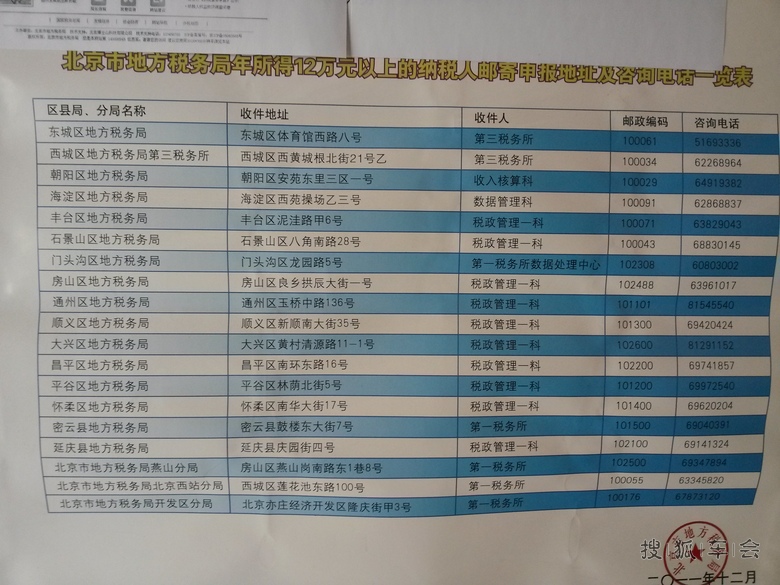 北京市地方税务局年所得12万元以上的纳税人邮寄申报地址及咨询电话一览表
区县局、分局名称 收件地址 收件人 邮政编码 咨询电话
东城区地方税务局 东城区体育馆西路八号 第三税务所 100061 51693336
西城区地方税务局第三税务所 西城区西黄城根北街21号乙 第三税务所 100034 62268964
朝阳区地方税务局 朝阳区安苑东里三区一号 收入核算科 100029 64919382
海淀区地方税务局 海淀区西苑操场乙三号 数据管理科 100091 62868837
丰台区地方税务局 丰台区泥洼路甲6号 税政管理一科 100071 63829043
石景山区地方税务局 石景山区八角南路28号 税政管理一科 100043 68830145
门头沟区地方税务局 门头沟区龙园路5号 第一税务所数据处理中心 102308 60803002
房山区地方税务局 房山区良乡拱辰大街一号 税政管理一科 102488 63961017
通州区地方税务局 通州区玉桥中路136号 税政管理一科 101101 81545540
顺义区地方税务局 顺义区新顺南大街35号 税政管理一科 101300 69420424
大兴区地方税务局 大兴区黄村清源路11-1号 税政管理一科 102600 81291152
昌平区地方税务局 昌平区南环东路16号 税政管理一科 102200 69741857
平谷区地方税务局 平谷区林荫北街5号 税政管理一科 101200 69972540
怀柔区地方税务局 怀柔区南华大街17号 税政管理一科 101400 69620204
密云县地方税务局 密云县鼓楼东大街7号 第一税务所 101500 69040391
延庆县地方税务局 延庆县庆园街四号 税政管理一科 102100 69141324
北京市地方税务局燕山分局 房山区燕山岗南路东1巷8号 第一税务所 102500 69347694
北京市地方税务局北京西站分局 西城区莲花池东路100号 第一税务所 100055 63345820
北京市地方税务局开发区分局 北京亦庄经济开发区隆庆街甲3号 第一税务所 100176 67873120
搜狐车会
二〇一一年十二月